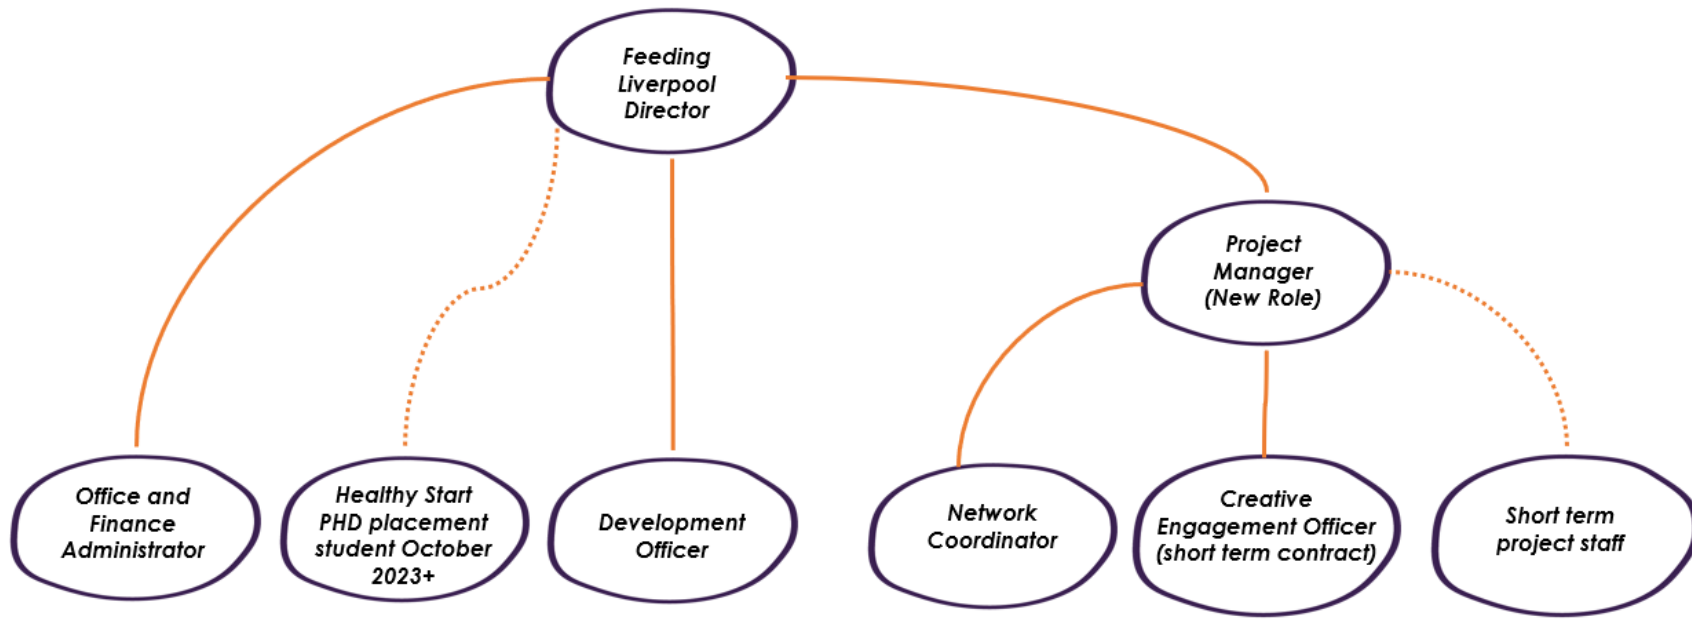 Feeding
Liverpool
Director
Project
Manager
(New Role)
Office and
Finance
Administrator
Healthy Start
PHD placement
student October
2023+
Development
Officer
Network
Coordinator
Creative
Engagement Officer
(short term contract)
Short term
project staff